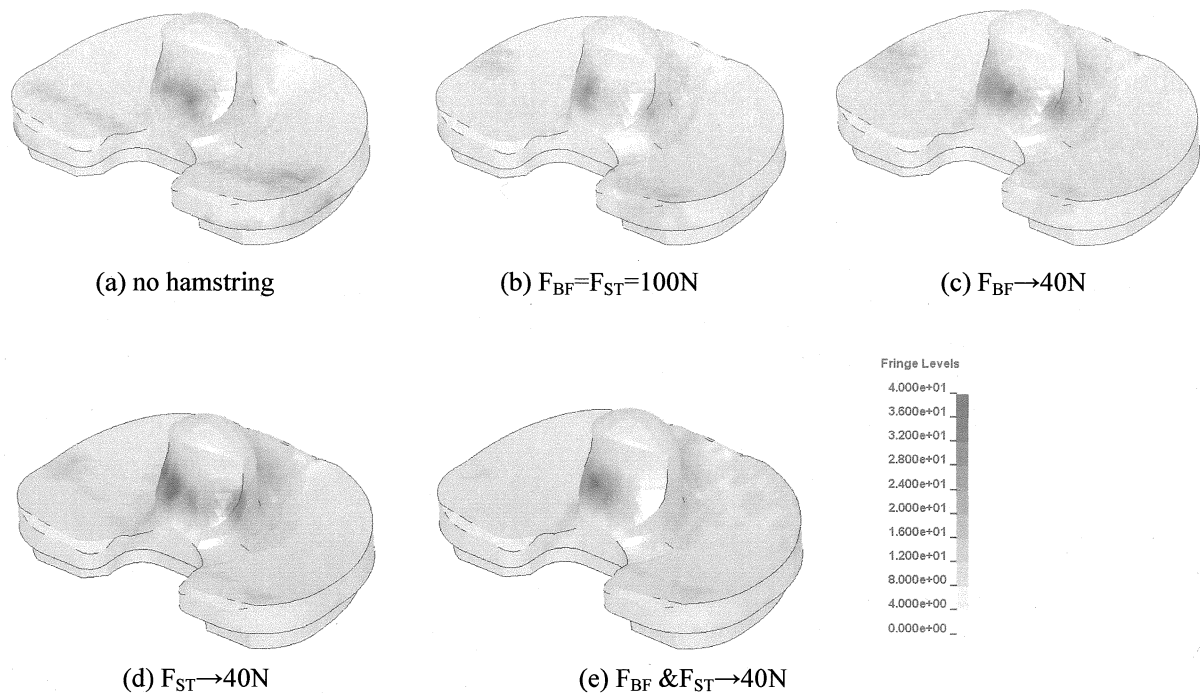 (a) no hamstring
(b) F_BF=F_ST=100N
(c) F_BF→40N
Fringe Levels
4.000e+01
3.600e+01
3.200e+01
2.800e+01
2.400e+01
2.000e+01
1.600e+01
1.200e+01
8.000e+00
4.000e+00
0.000e+00
(d) F_ST→40N
(e) F_BF &F_ST→40N